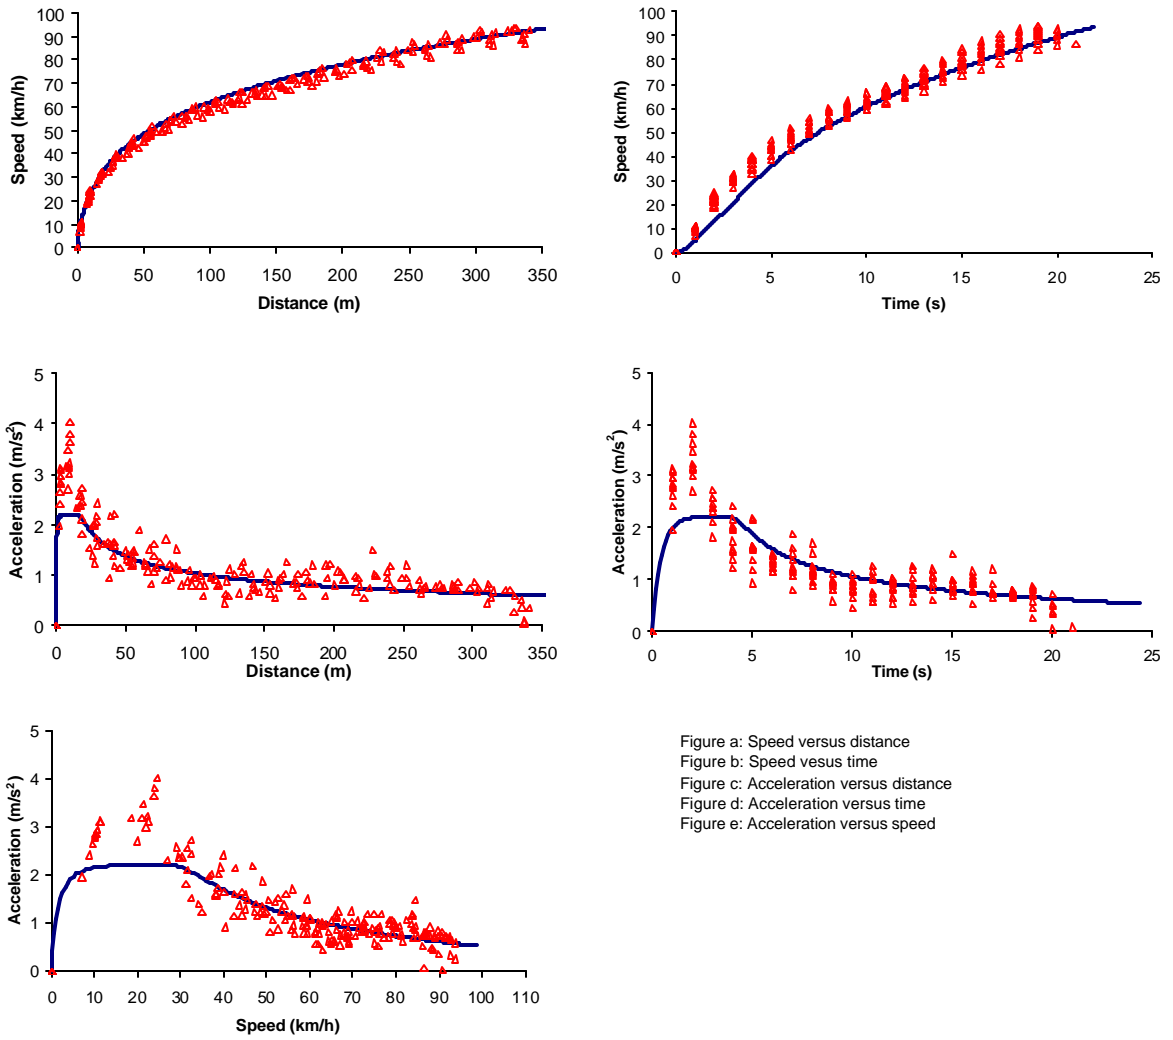 100
90
80
70
60
50
40
30
20
10
0
Speed (km/h)
0 50 100 150 200 250 300 350
Distance (m)
100
90
80
70
60
50
40
30
20
10
0
Speed (km/h)
0 5 10 15 20 25
Time (s)
5
4
3
2
1
0
Acceleration (m/s²)
0 50 100 150 200 250 300 350
Distance (m)
5
4
3
2
1
0
Acceleration (m/s²)
0 5 10 15 20 25
Time (s)
5
4
3
2
1
0
Acceleration (m/s²)
0 10 20 30 40 50 60 70 80 90 100 110
Speed (km/h)
Figure a: Speed versus distance
Figure b: Speed vesus time
Figure c: Acceleration versus distance
Figure d: Acceleration versus time
Figure e: Acceleration versus speed